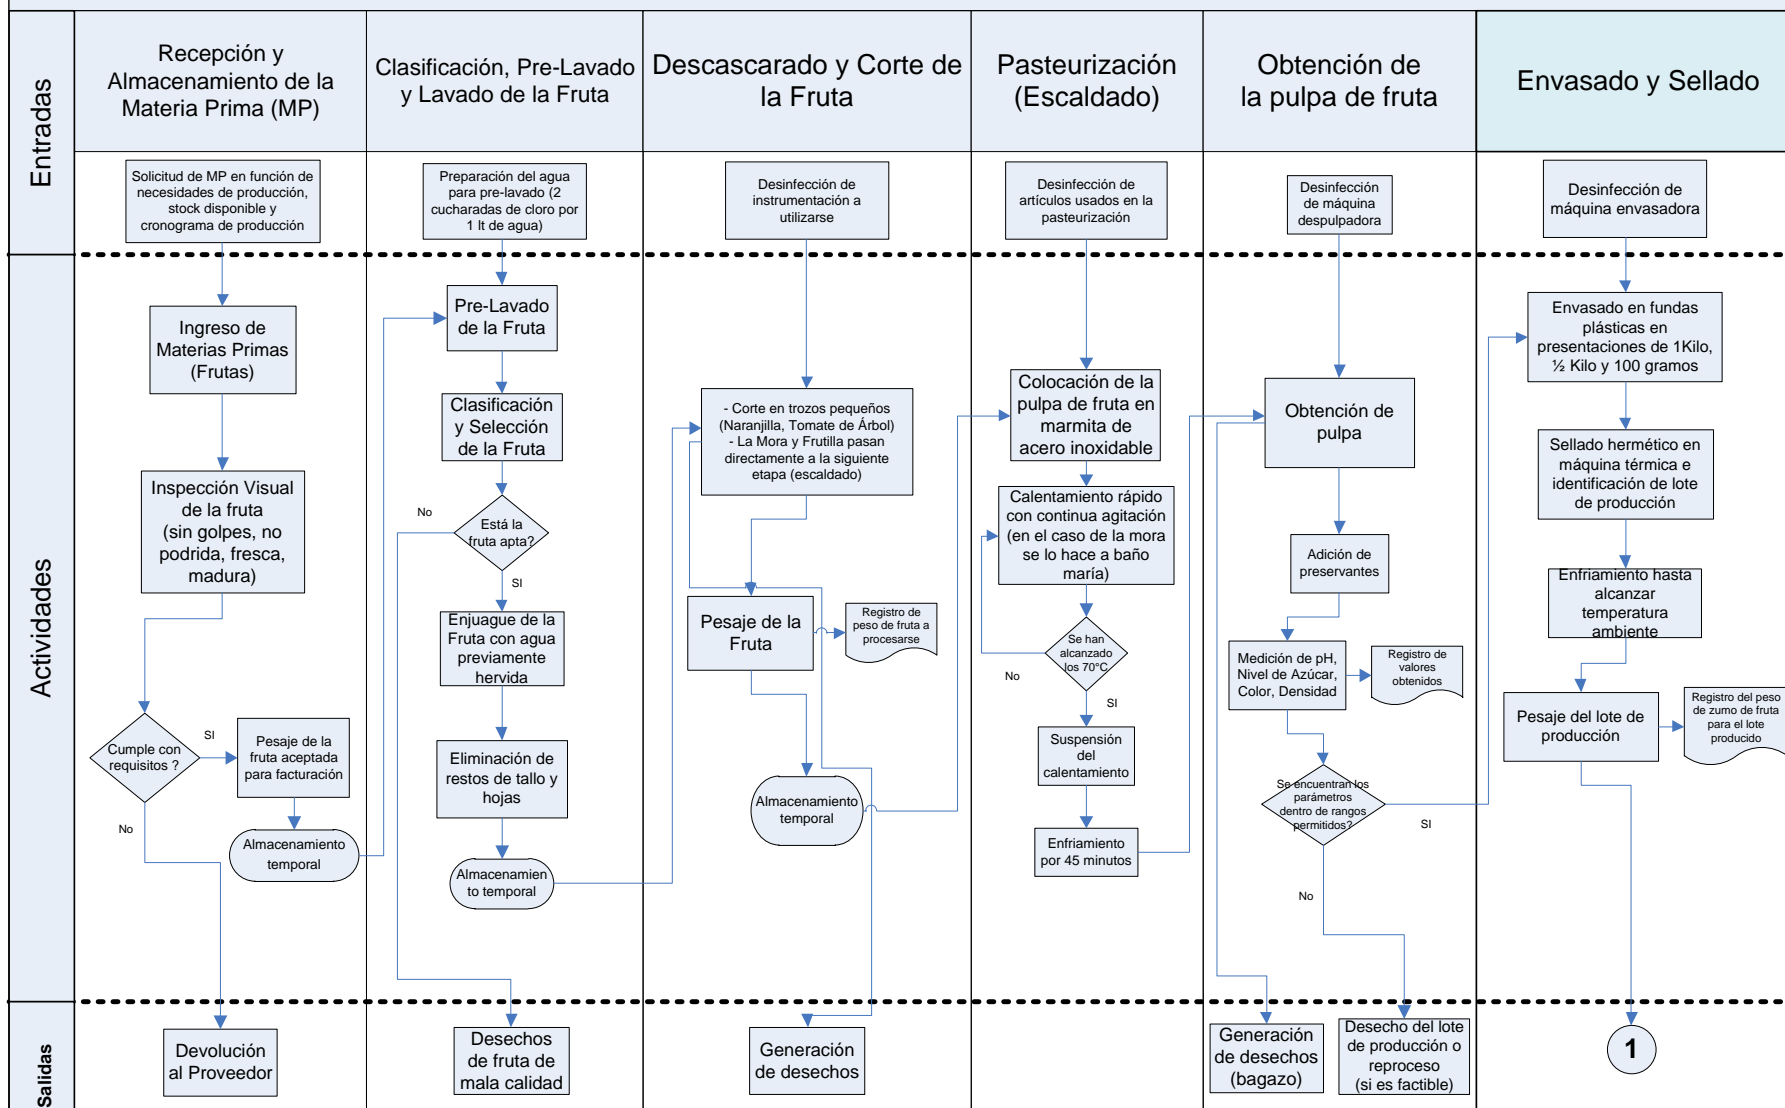 Entradas
Recepción y
Almacenamiento de la
Materia Prima (MP)
Clasificación, Pre-Lavado
y Lavado de la Fruta
Descascarado y Corte de
la Fruta
Pasteurización
(Escaldado)
Obtención de
la pulpa de fruta
Envasado y Sellado
Solicitud de MP en función de
necesidades de producción,
stock disponible y
cronograma de producción
Preparación del agua
para pre-lavado (2
cucharadas de cloro por
1 lt de agua)
Desinfección de
instrumentación a
utilizarse
Desinfección de
artículos usados en la
pasteurización
Desinfección
de máquina
despulpadora
Desinfección de
máquina envasadora
Actividades
Ingreso de
Materias Primas
(Frutas)
Inspección Visual
de la fruta
(sin golpes, no
podrida, fresca,
madura)
Cumple con
requisitos ?
SI
No
Pesaje de la
fruta aceptada
para facturación
Almacenamiento
temporal
Pre-Lavado
de la Fruta
Clasificación
y Selección
de la Fruta
Está la
fruta apta?
No
SI
Enjuague de la
Fruta con agua
previamente
hervida
Eliminación de
restos de tallo y
hojas
Almacenamien
to temporal
- Corte en trozos pequeños
(Naranjilla, Tomate de Árbol)
- La Mora y Frutilla pasan
directamente a la siguiente
etapa (escaldado)
Pesaje de la
Fruta
Registro de
peso de fruta a
procesarse
Almacenamiento
temporal
Colocación de la
pulpa de fruta en
marmita de
acero inoxidable
Calentamiento rápido
con continua agitación
(en el caso de la mora
se lo hace a baño
maría)
Se han
alcanzado
los 70°C
No
SI
Suspensión
del
calentamiento
Enfriamiento
por 45 minutos
Obtención de
pulpa
Adición de
preservantes
Medición de pH,
Nivel de Azúcar,
Color, Densidad
Registro de
valores
obtenidos
Se encuentran los
parámetros
dentro de rangos
permitidos?
SI
No
Envasado en fundas
plásticas en
presentaciones de 1Kilo,
½ Kilo y 100 gramos
Sellado hermético en
máquina térmica e
identificación de lote
de producción
Enfriamiento hasta
alcanzar
temperatura
ambiente
Pesaje del lote de
producción
Registro del peso
de zumo de fruta
para el lote
producido
Salidas
Devolución
al Proveedor
Desechos
de fruta de
mala calidad
Generación
de desechos
Generación
de desechos
(bagazo)
Desecho del lote
de producción o
reproceso
(si es factible)
1